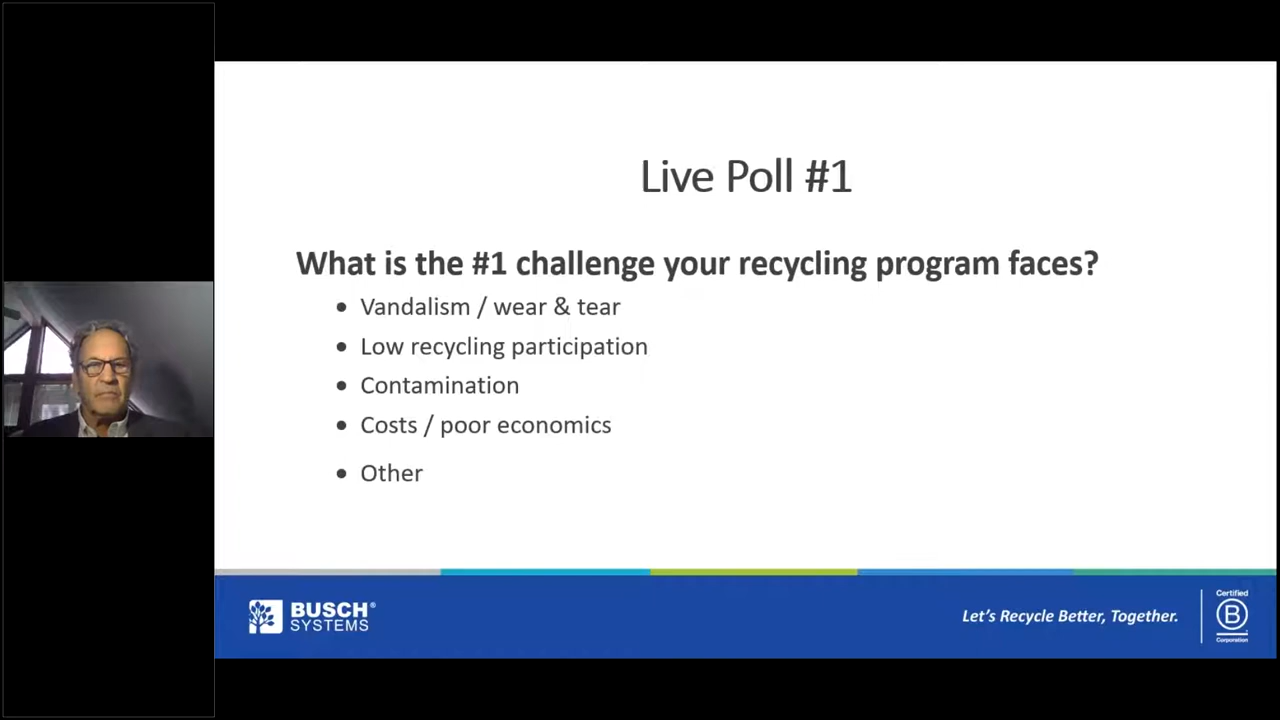 Live Poll #1
What is the #1 challenge your recycling program faces?
• Vandalism / wear & tear
• Low recycling participation
• Contamination
• Costs / poor economics
• Other
BUSCH®
SYSTEMS
Let's Recycle Better, Together.
Certified
B
Corporation